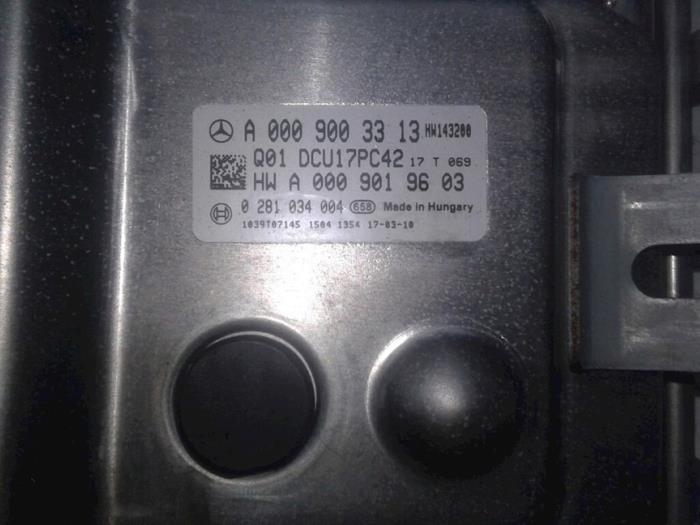 A 000 900 33 13 HW143200
Q01 DCU17PC42 17 T 069
HW A 000 901 96 03
0 281 034 004 658 Made in Hungary
1039T07145 1504 1354 17-03-10